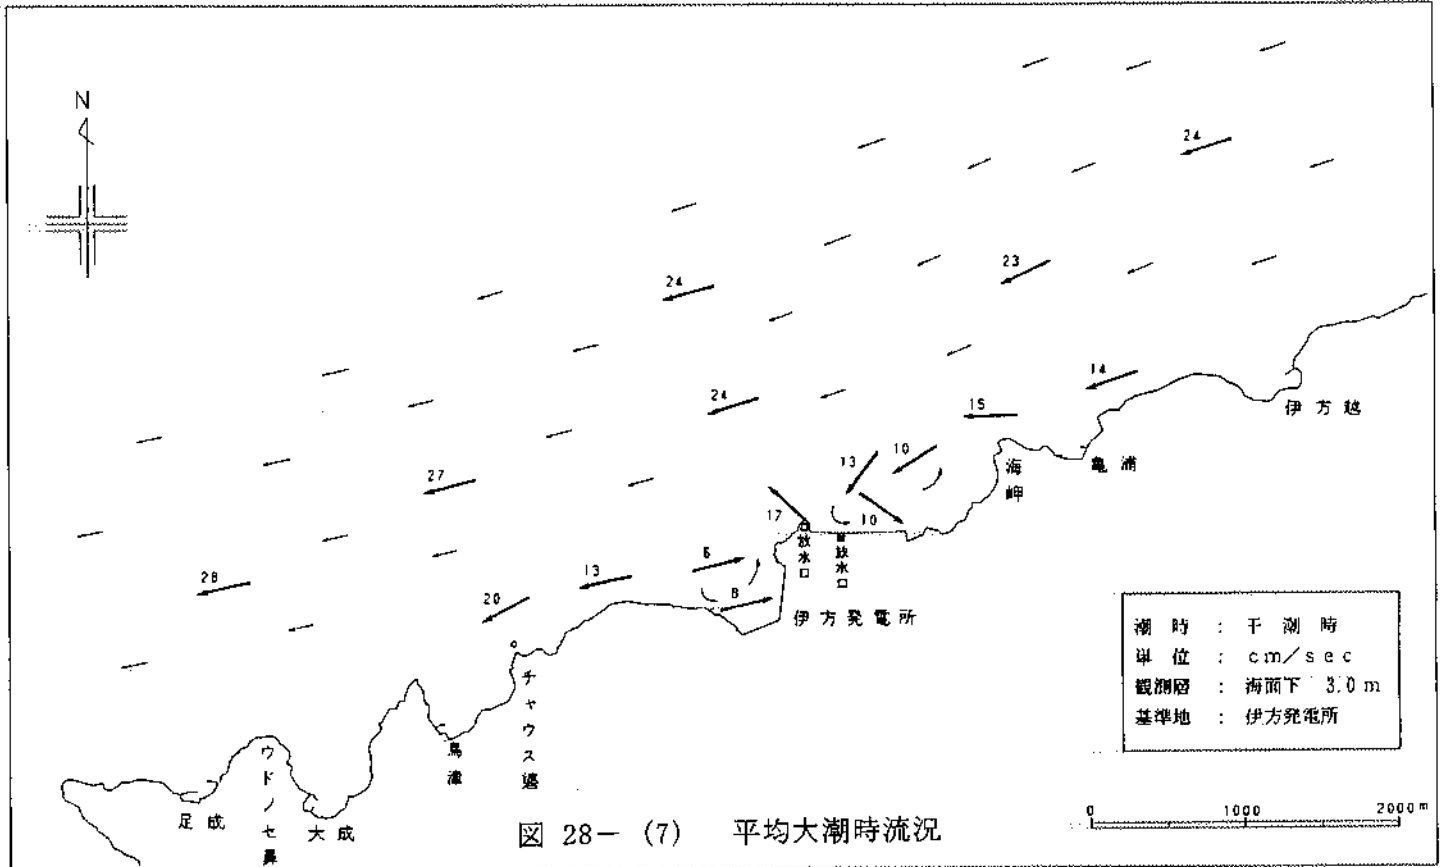 N
24
24
23
14
伊方越
24
15
亀浦
海岬
13
10
27
17
10
放水口
放水口
6
8
13
28
20
伊方発電所
チャウス碆
鳥津
ウドノセ鼻
足成
大成
潮時 : 干潮時
単位 : cm/sec
観測層 : 海面下 3.0m
基準地 : 伊方発電所
0 1000 2000m
図 28-(7) 平均大潮時流況